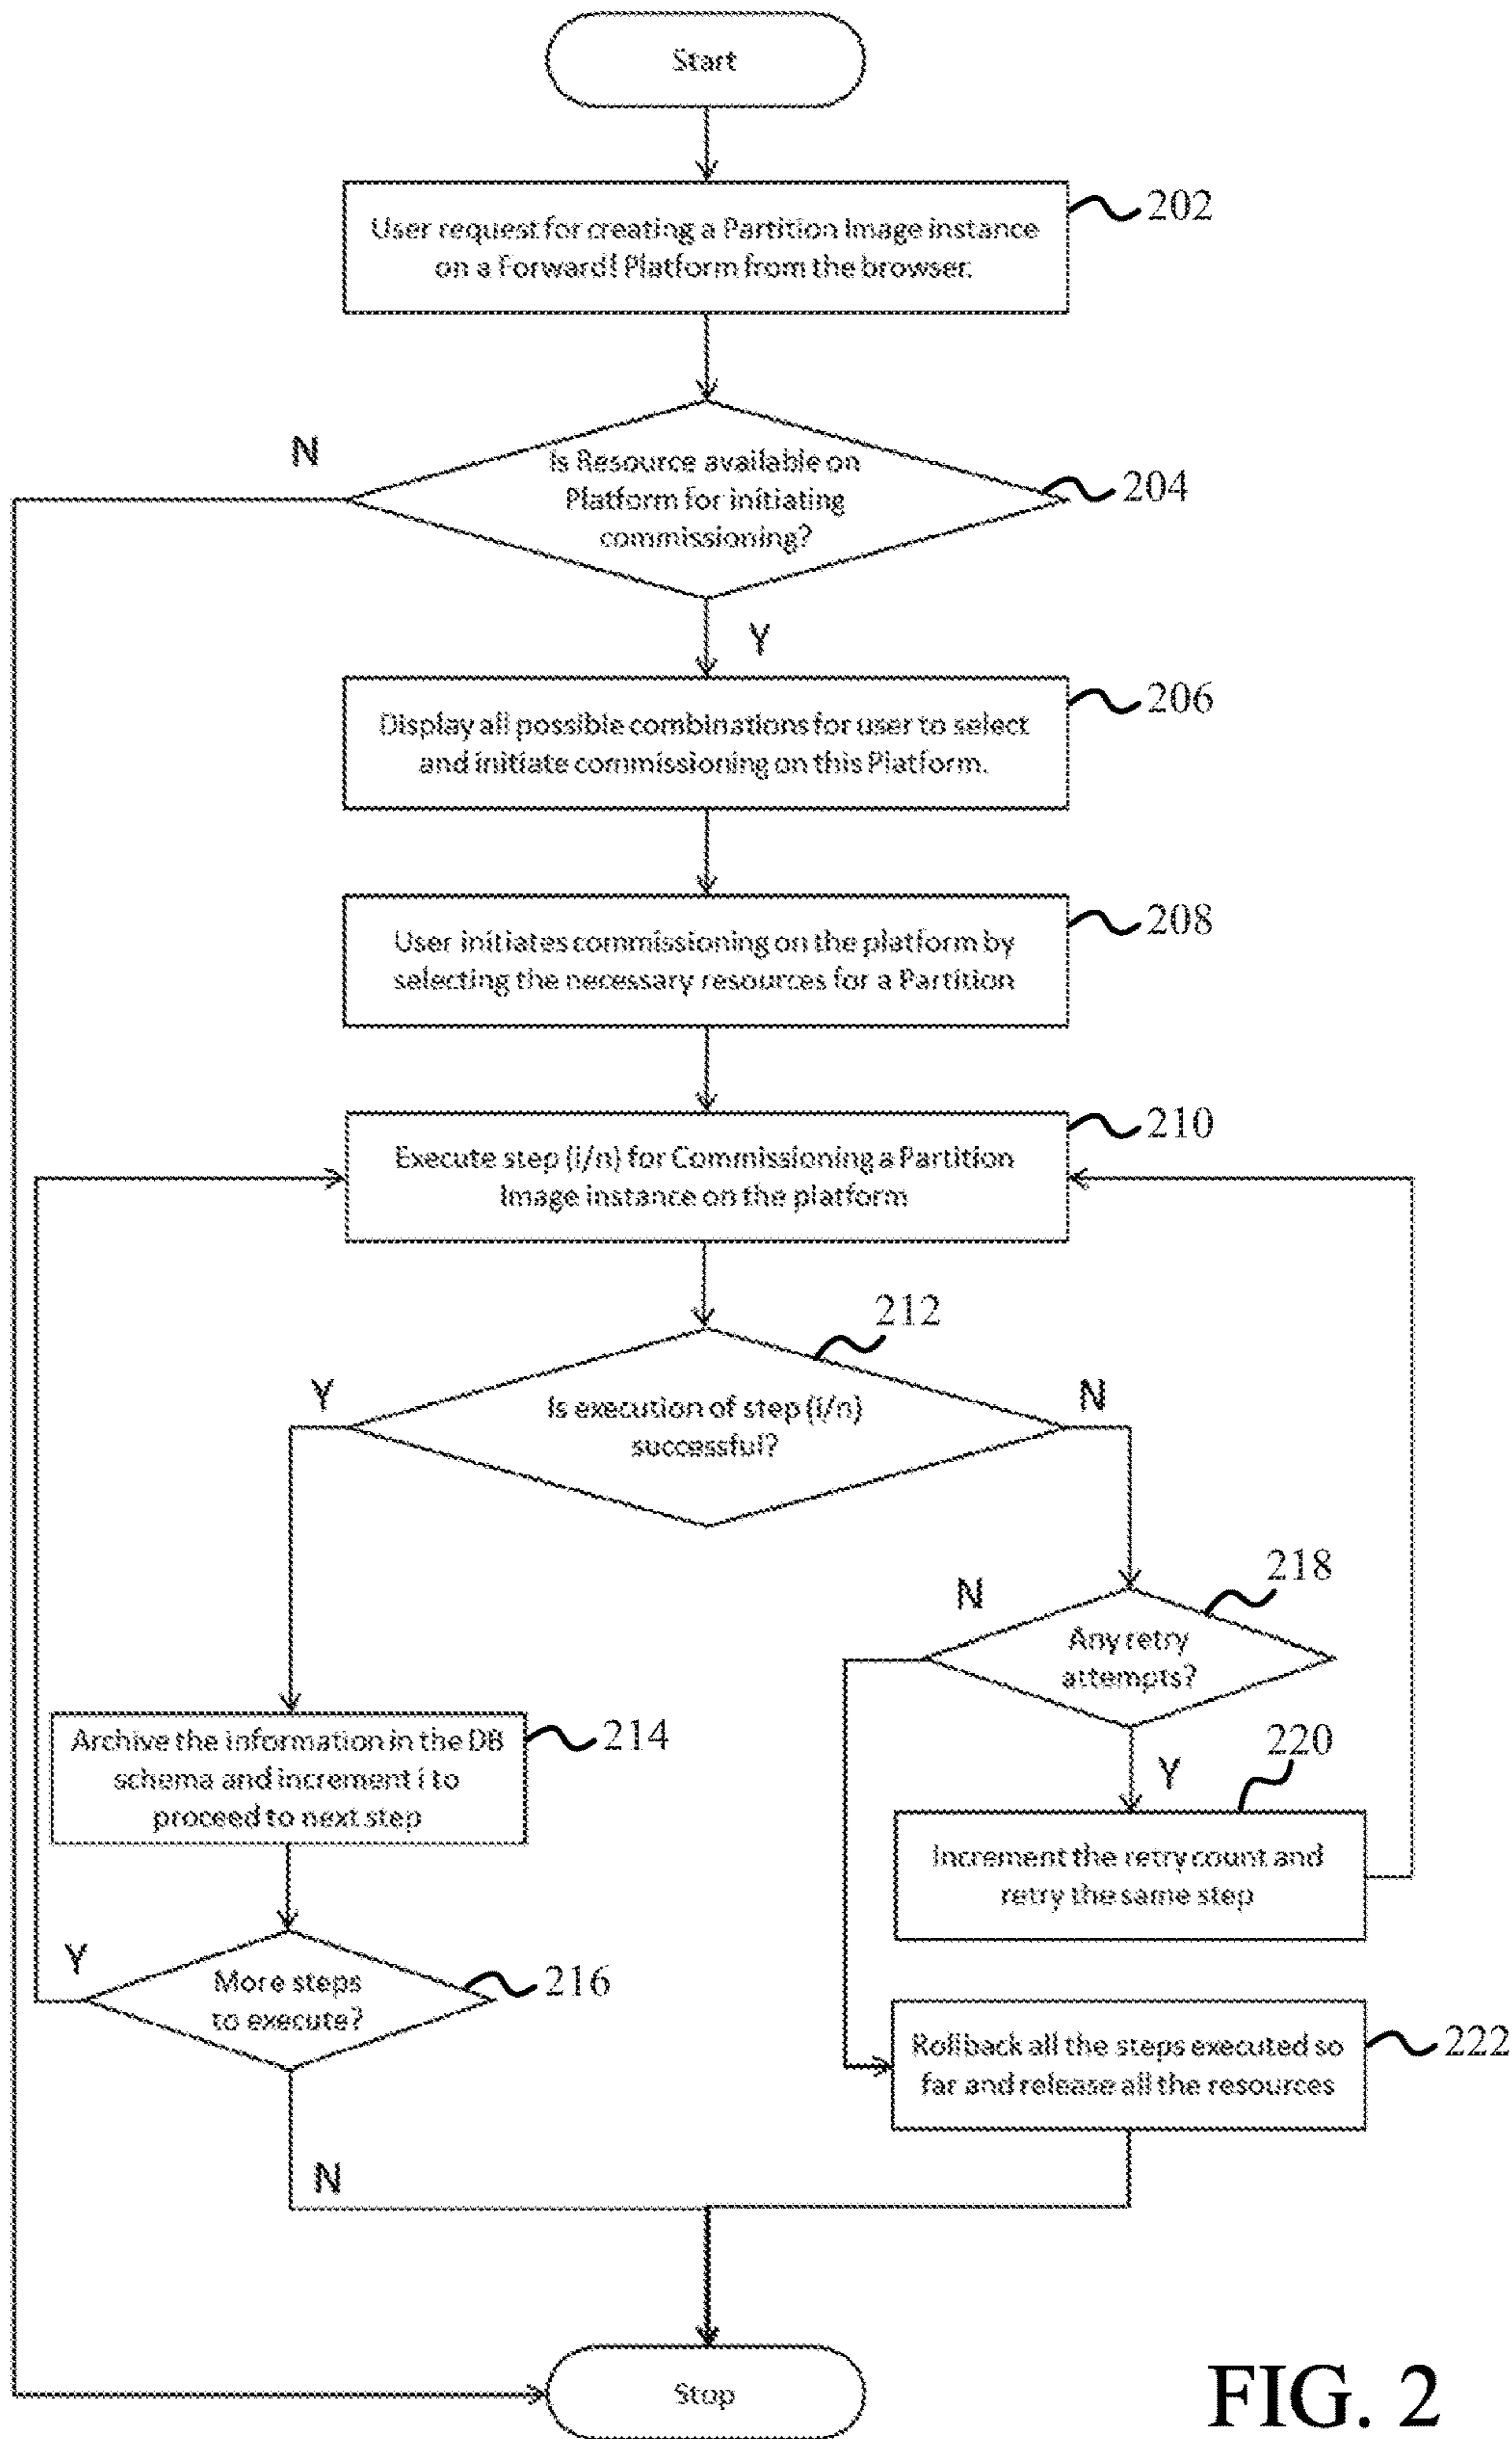 Start
User request for creating a Partition Image instance
on a Forward! Platform from the browser.
202
N
Is Resource available on
Platform for initiating
commissioning?
204
Y
Display all possible combinations for user to select
and initiate commissioning on this Platform.
206
User initiates commissioning on the platform by
selecting the necessary resources for a Partition
208
Execute step (i/n) for Commissioning a Partition
Image instance on the platform
210
212
Y
Is execution of step (i/n)
successful?
N
218
N
Any retry
attempts?
Archive the information in the DB
schema and increment i to
proceed to next step
214
220
Y
Increment the retry count and
retry the same step
Y
More steps
to execute?
216
Rollback all the steps executed so
far and release all the resources
222
N
Stop
FIG. 2